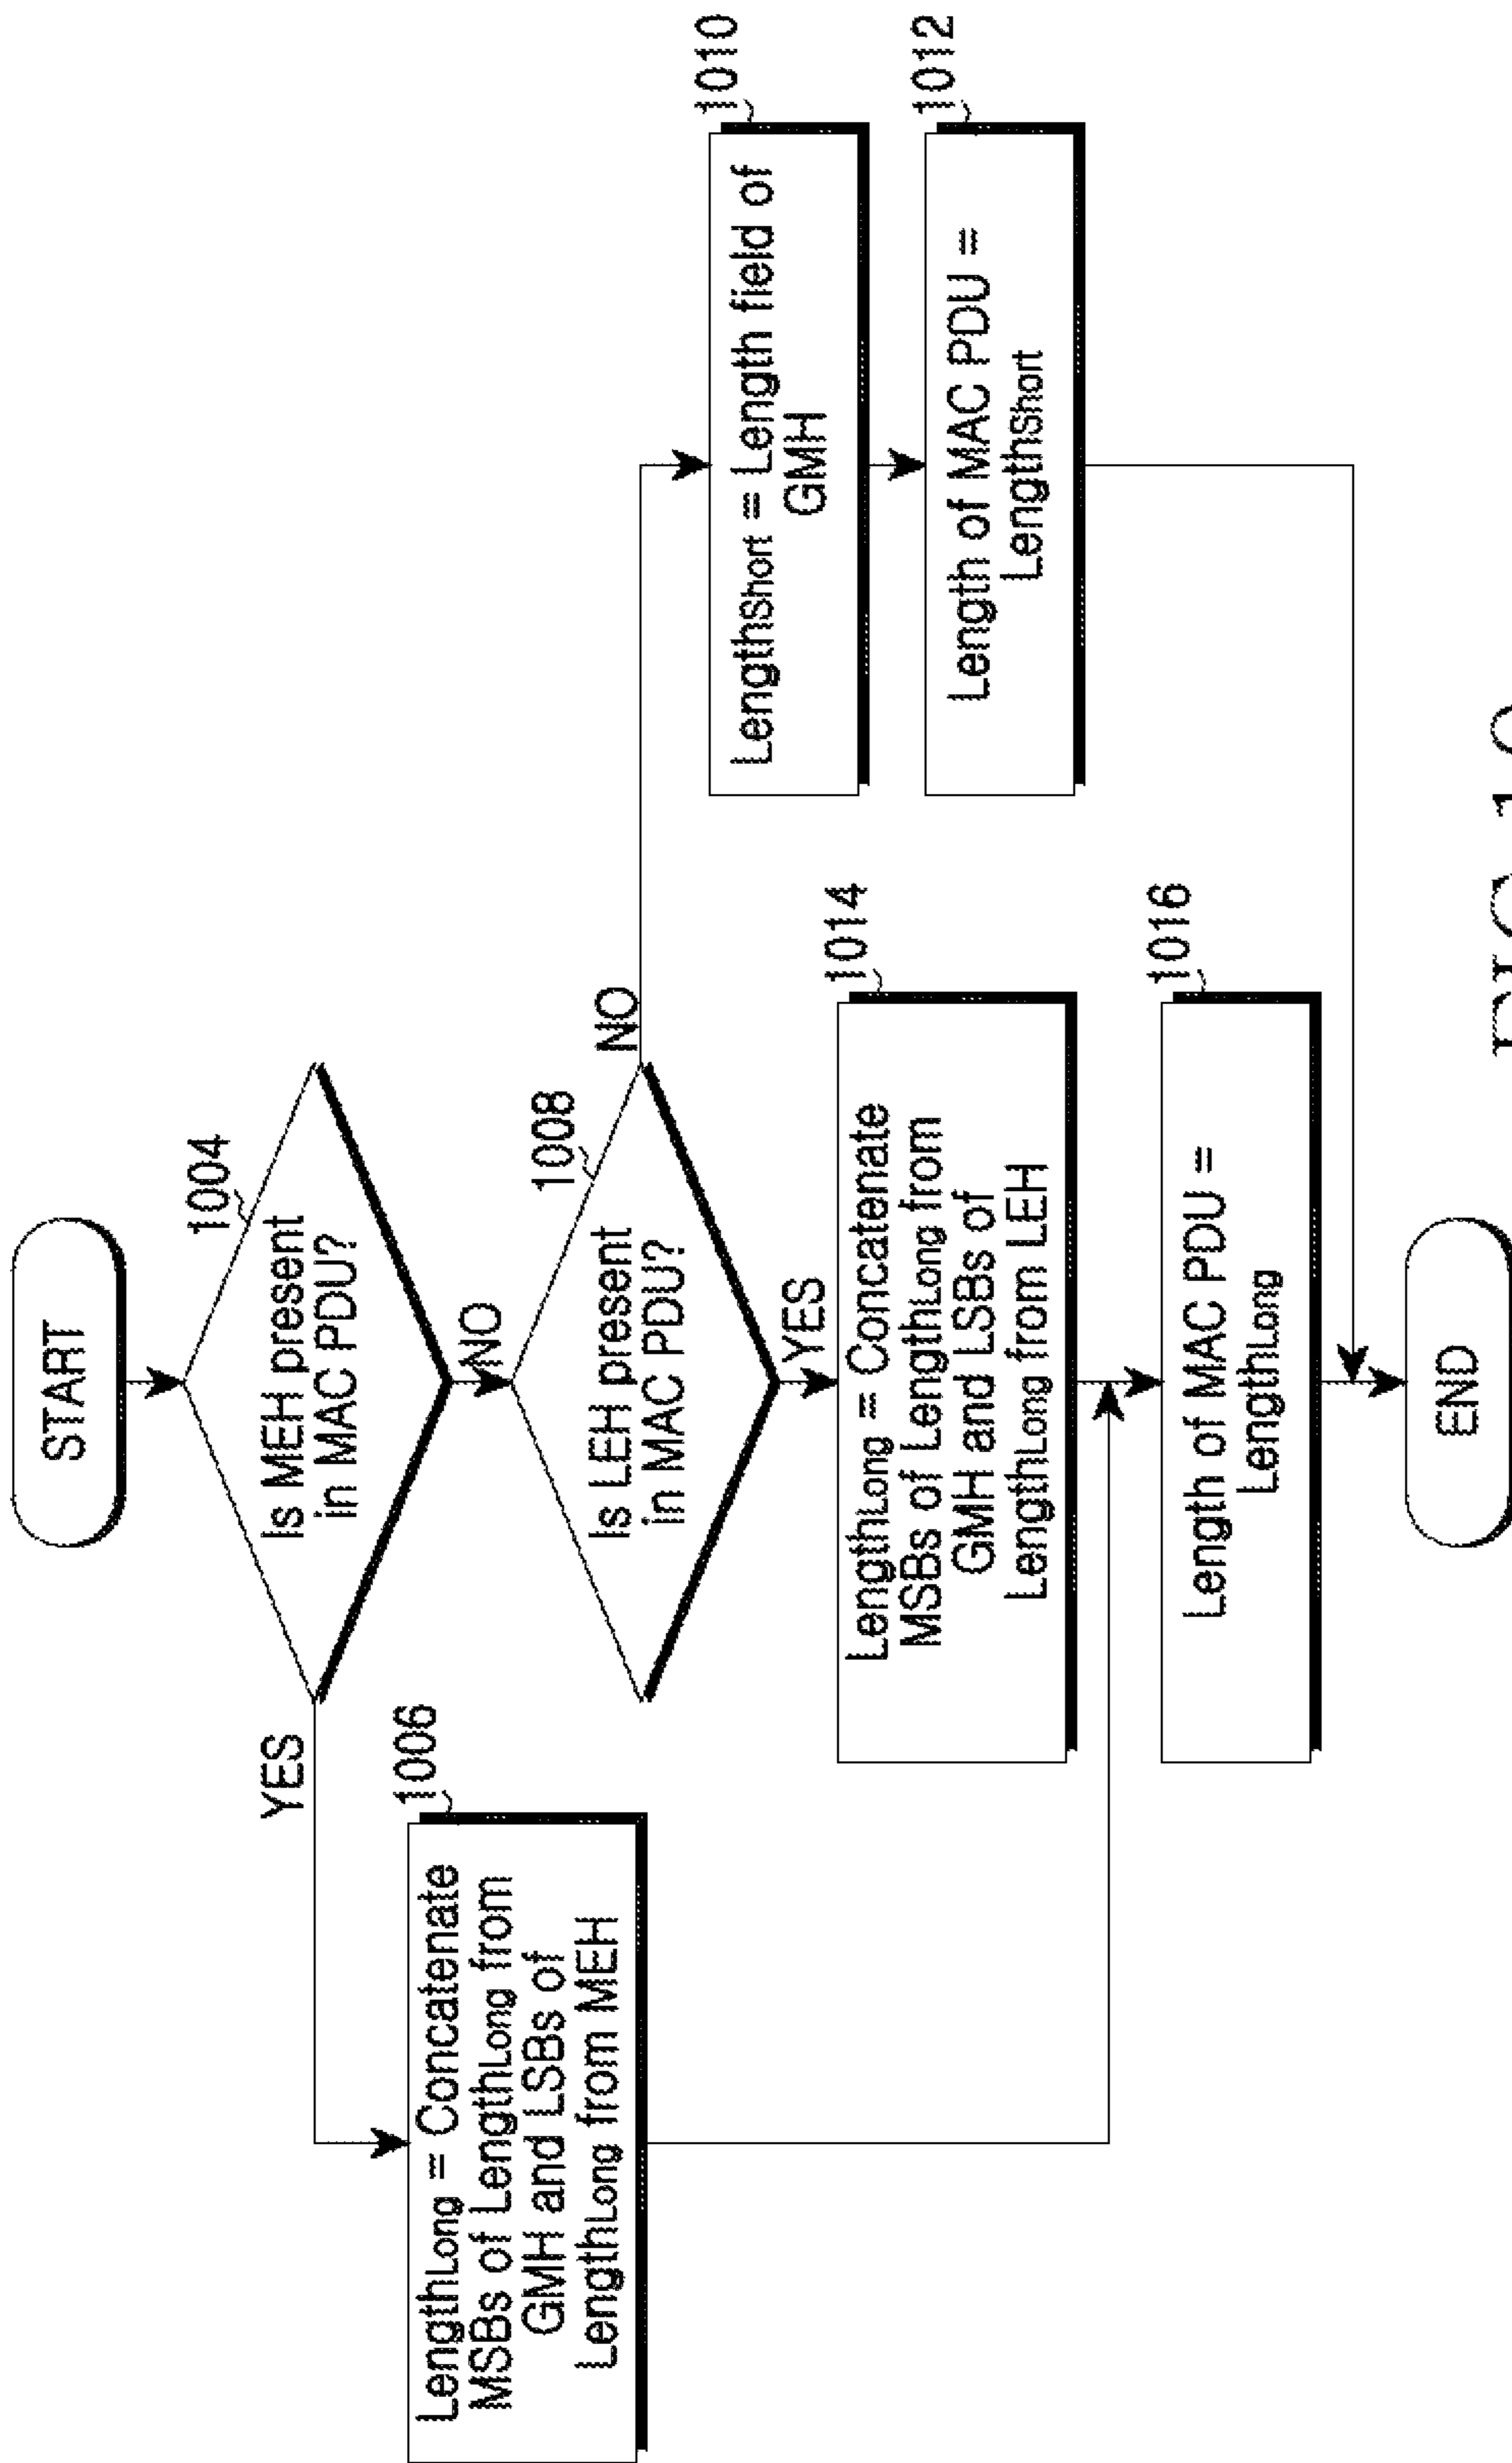 START
1004
Is MEH present
in MAC PDU?
YES
NO
1006
LengthLong = Concatenate
MSBs of LengthLong from
GMH and LSBs of
LengthLong from MEH
1008
Is LEH present
in MAC PDU?
NO
YES
1010
LengthShort = Length field of
GMH
1012
Length of MAC PDU =
LengthShort
1014
LengthLong = Concatenate
MSBs of LengthLong from
GMH and LSBs of
LengthLong from LEH
1016
Length of MAC PDU =
LengthLong
END